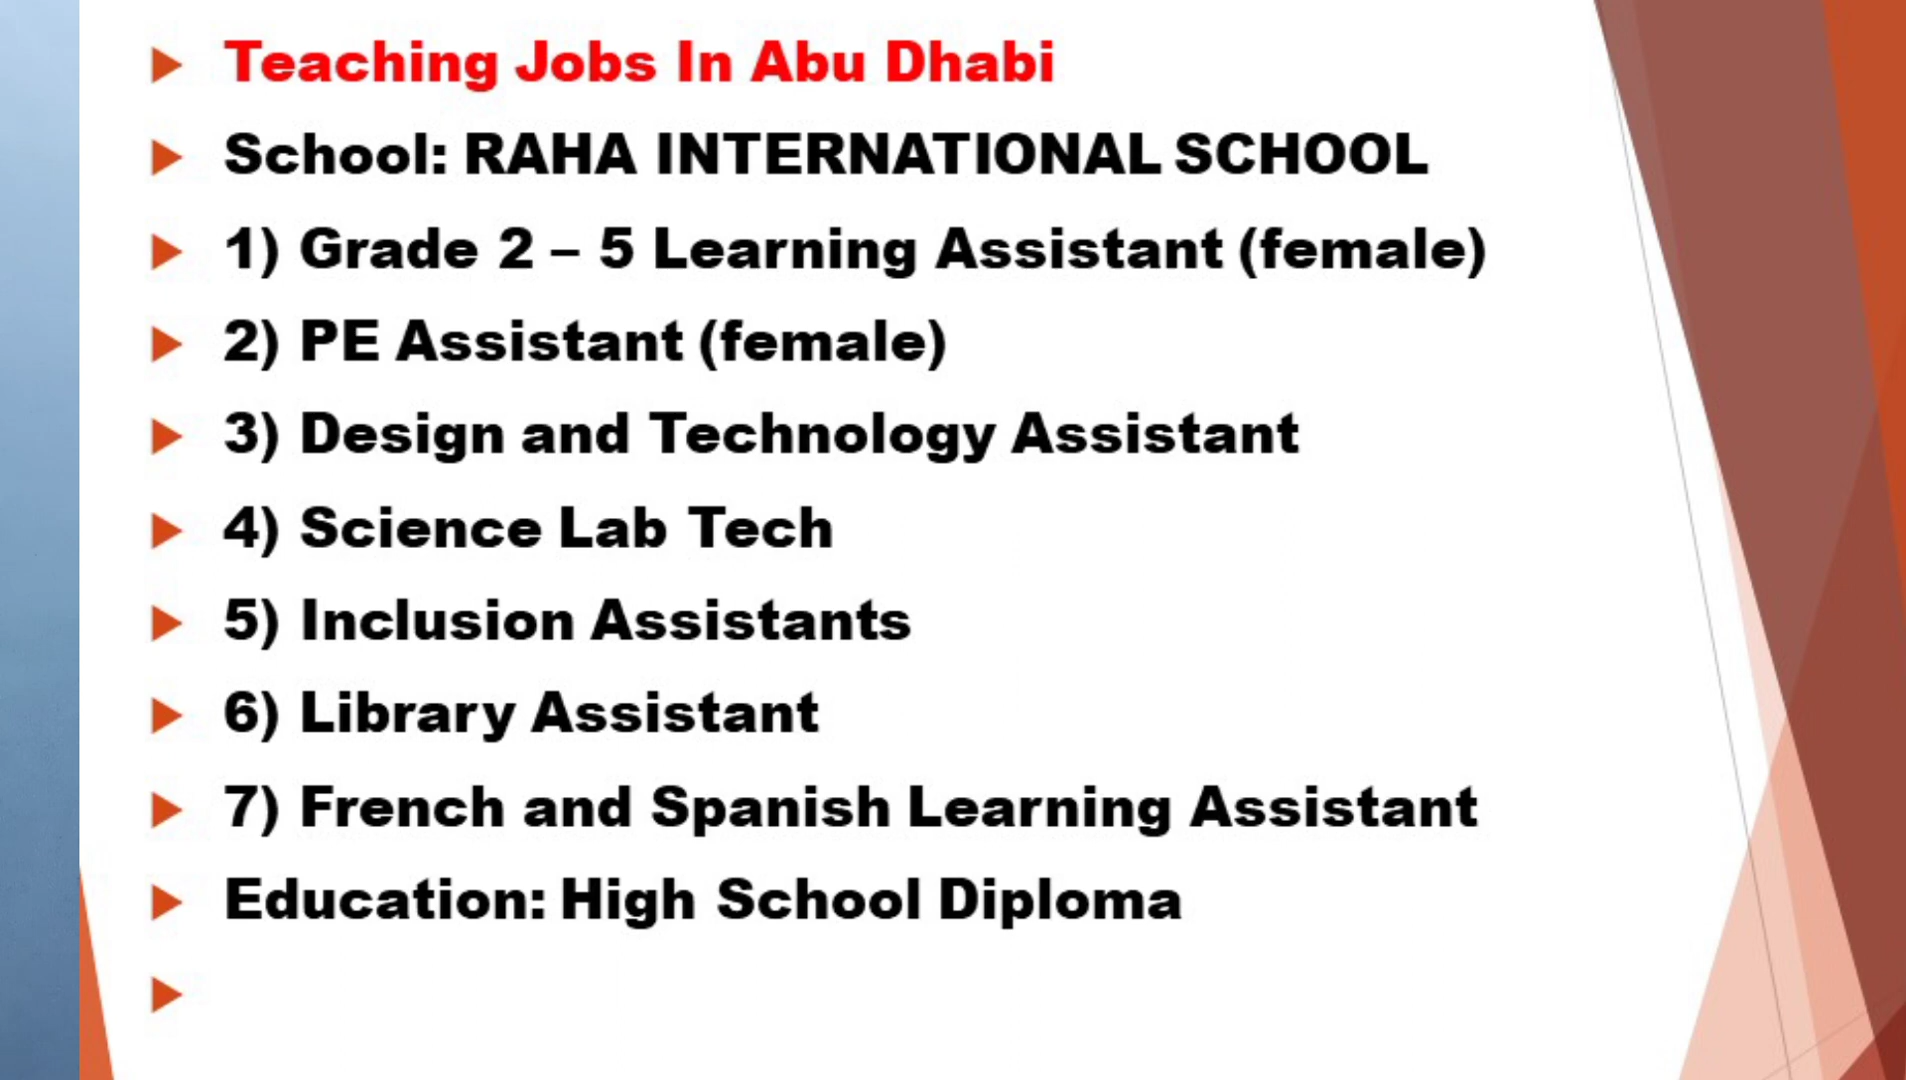 Teaching Jobs In Abu Dhabi
School: RAHA INTERNATIONAL SCHOOL
1) Grade 2 – 5 Learning Assistant (female)
2) PE Assistant (female)
3) Design and Technology Assistant
4) Science Lab Tech
5) Inclusion Assistants
6) Library Assistant
7) French and Spanish Learning Assistant
Education: High School Diploma